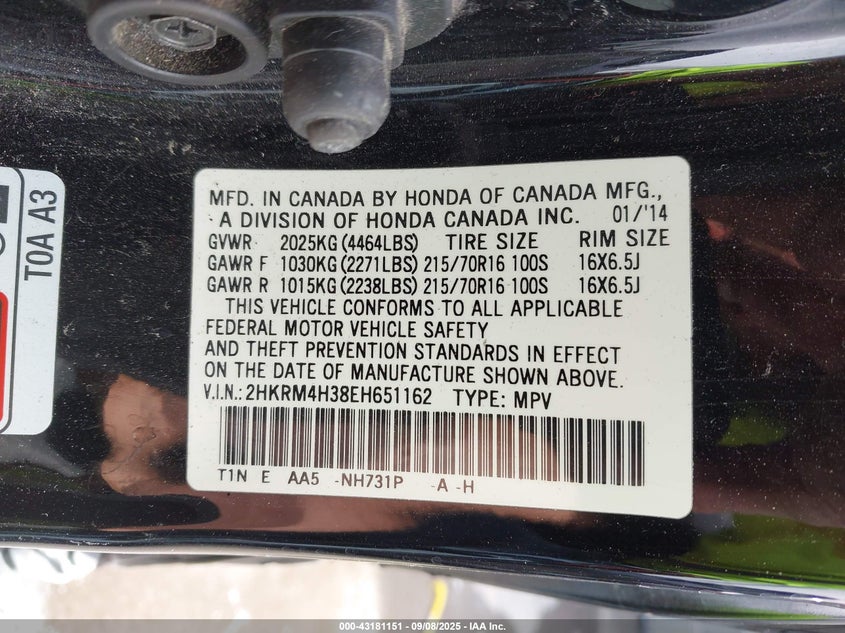 T0A A3
MFD. IN CANADA BY HONDA OF CANADA MFG.,
A DIVISION OF HONDA CANADA INC. 01/'14
GVWR 2025KG (4464LBS) TIRE SIZE RIM SIZE
GAWR F 1030KG (2271LBS) 215/70R16 100S 16X6.5J
GAWR R 1015KG (2238LBS) 215/70R16 100S 16X6.5J
THIS VEHICLE CONFORMS TO ALL APPLICABLE
FEDERAL MOTOR VEHICLE SAFETY
AND THEFT PREVENTION STANDARDS IN EFFECT
ON THE DATE OF MANUFACTURE SHOWN ABOVE.
V.I.N.: 2HKRM4H38EH651162 TYPE: MPV
T1N E AA5 -NH731P -A -H
000-43181151 - 09/08/2025 - IAA Inc.